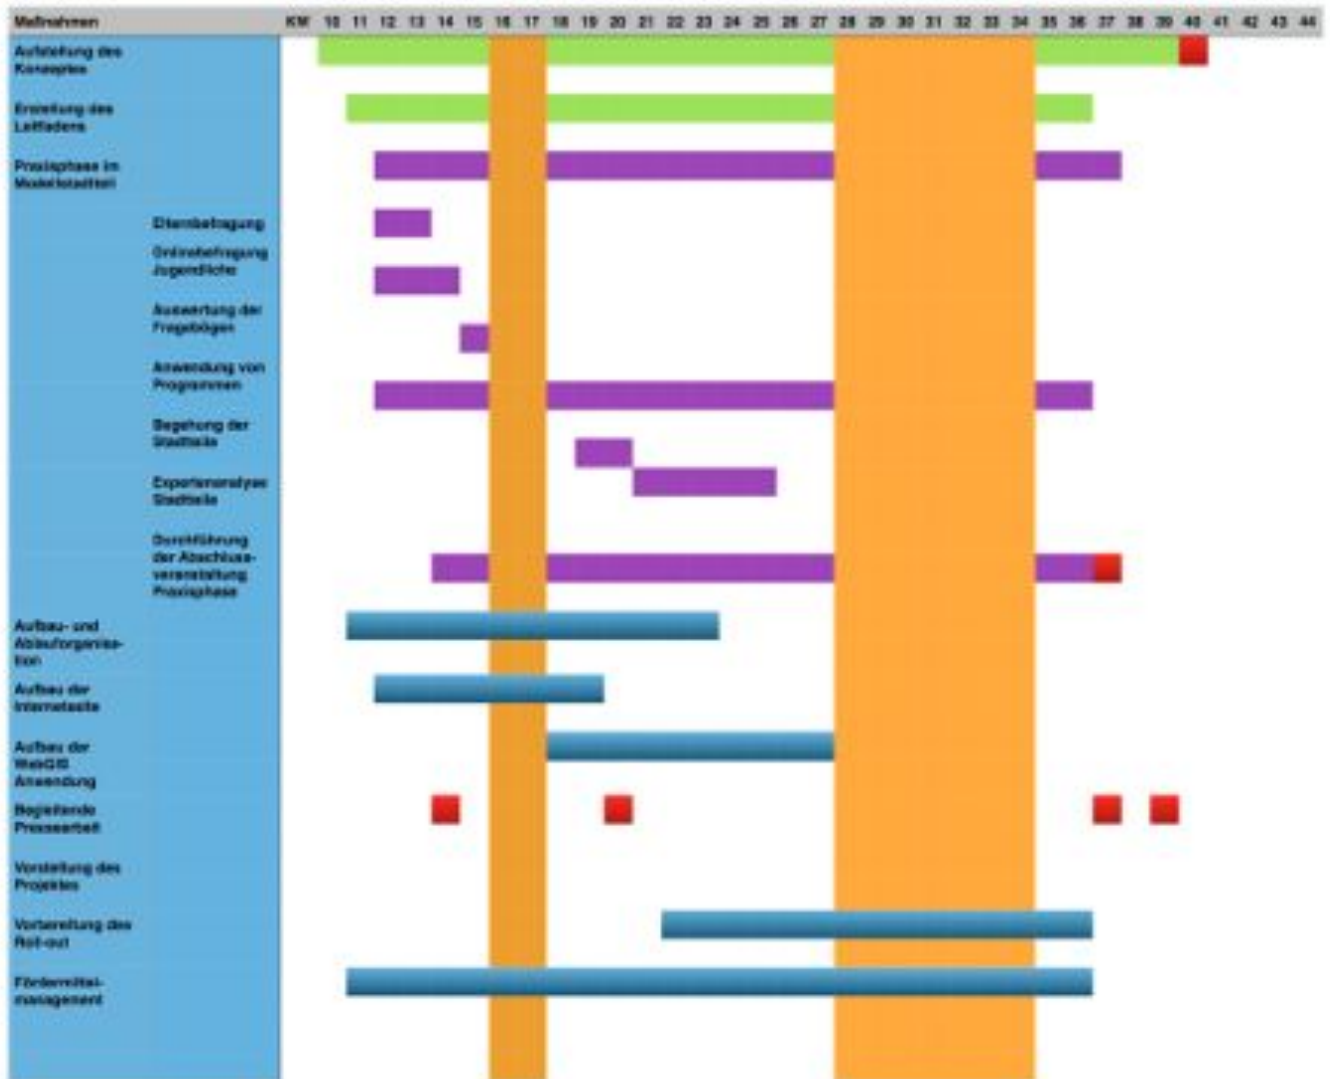 Maßnahmen KW 10 11 12 13 14 15 16 17 18 19 20 21 22 23 24 25 26 27 28 29 30 31 32 33 34 35 36 37 38 39 40 41 42 43 44
Aufstellung des
Konzeptes
Erstellung des
Leitfadens
Praxisphase im
Modellstadtteil
Elternbefragung
Onlinebefragung
Jugendliche
Auswertung der
Fragebögen
Anwendung von
Programmen
Begehung der
Stadtteile
Expertenanalyse
Stadtteile
Durchführung
der Abschluss-
veranstaltung
Praxisphase
Aufbau- und
Ablauforganisa-
tion
Aufbau der
Internetseite
Aufbau der
WebGIS
Anwendung
Begleitende
Pressearbeit
Vorstellung des
Projektes
Vorbereitung des
Roll-out
Fördermittel-
management